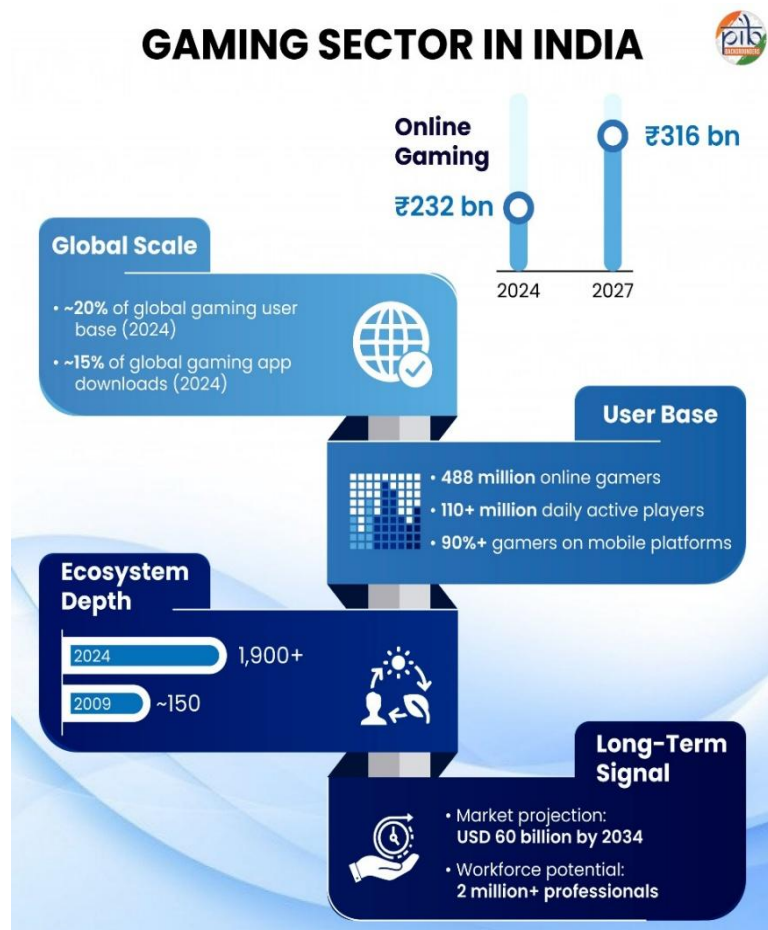 GAMING SECTOR IN INDIA
pib
BACKGROUNDERS
Online
Gaming
₹232 bn
₹316 bn
2024
2027
Global Scale
• ~20% of global gaming user
base (2024)
• ~15% of global gaming app
downloads (2024)
User Base
• 488 million online gamers
• 110+ million daily active players
• 90%+ gamers on mobile platforms
Ecosystem
Depth
2024
1,900+
2009
~150
Long-Term
Signal
• Market projection:
USD 60 billion by 2034
• Workforce potential:
2 million+ professionals